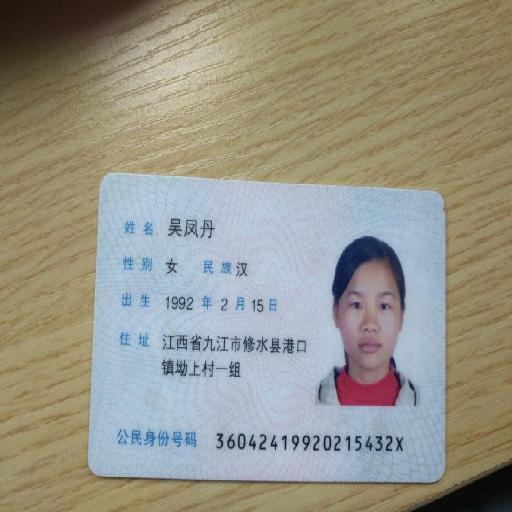 姓名 吴凤丹
性别 女 民族 汉
出生 1992 年 2 月 15 日
住址 江西省九江市修水县港口
镇坳上村一组
公民身份号码 36042419920215432X